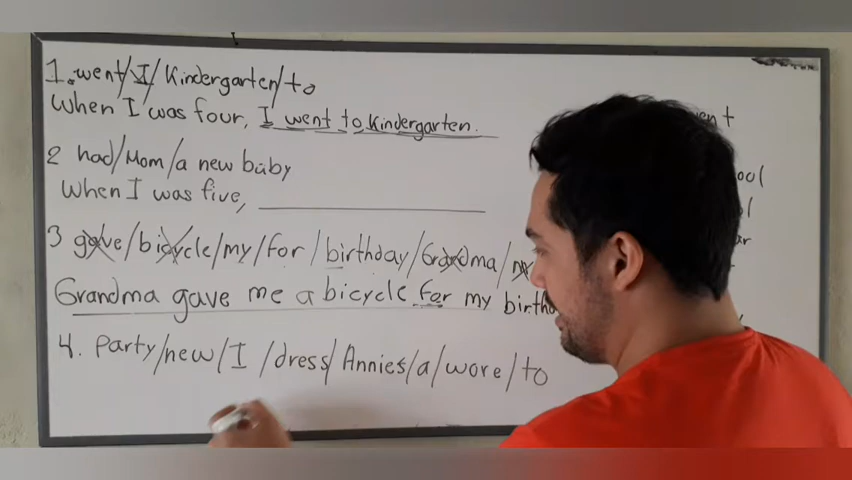 1. went/I/Kindergarten/to
When I was four, I went to Kindergarten.
2 had/Mom/a new baby
When I was five,
3 gave/bicycle/my/for/birthday/Grandma/
Grandma gave me a bicycle for my birthd
4. Party/new/I/dress/Annies/a/wore/to